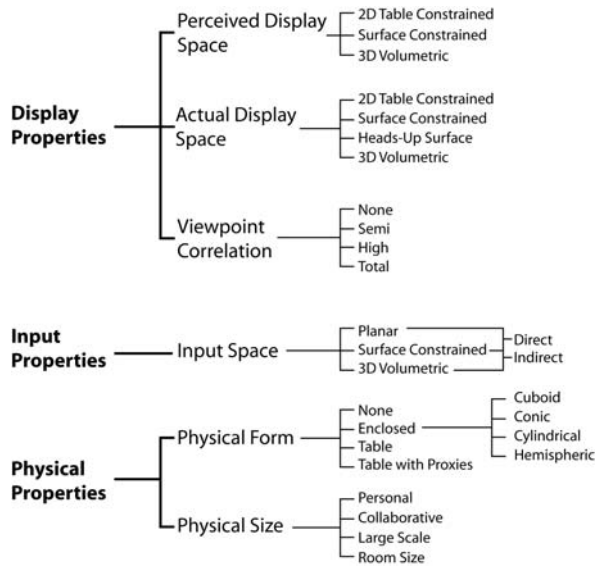 Perceived Display
Space
2D Table Constrained
Surface Constrained
3D Volumetric
Display
Properties
Actual Display
Space
2D Table Constrained
Surface Constrained
Heads-Up Surface
3D Volumetric
Viewpoint
Correlation
None
Semi
High
Total
Input
Properties
Input Space
Planar
Surface Constrained
3D Volumetric
Direct
Indirect
Physical
Properties
Physical Form
None
Enclosed
Table
Table with Proxies
Cuboid
Conic
Cylindrical
Hemispheric
Physical Size
Personal
Collaborative
Large Scale
Room Size